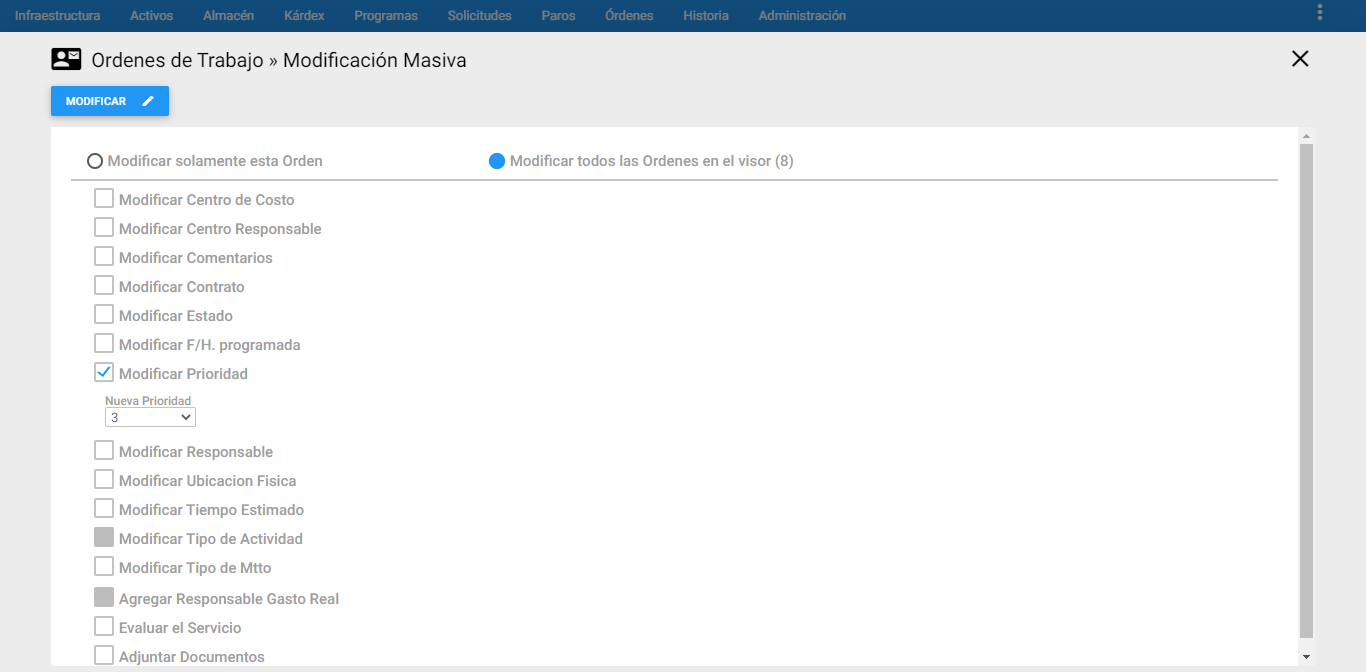 Infraestructura Activos Almacén Kárdex Programas Solicitudes Paros Órdenes Historia Administración
Ordenes de Trabajo » Modificación Masiva
MODIFICAR
Modificar solamente esta Orden Modificar todos las Ordenes en el visor (8)
Modificar Centro de Costo
Modificar Centro Responsable
Modificar Comentarios
Modificar Contrato
Modificar Estado
Modificar F/H. programada
Modificar Prioridad
Nueva Prioridad
3
Modificar Responsable
Modificar Ubicacion Fisica
Modificar Tiempo Estimado
Modificar Tipo de Actividad
Modificar Tipo de Mtto
Agregar Responsable Gasto Real
Evaluar el Servicio
Adjuntar Documentos